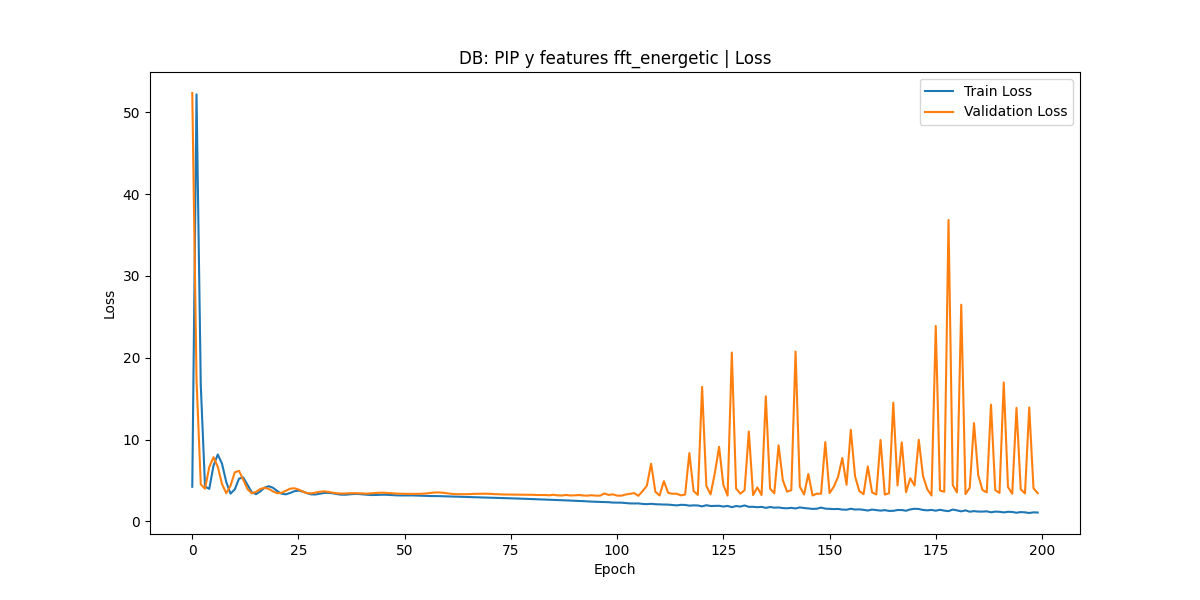 DB: PIP y features fft_energetic | Loss
Train Loss
Validation Loss
Loss
50
40
30
20
10
0
0 25 50 75 100 125 150 175 200
Epoch